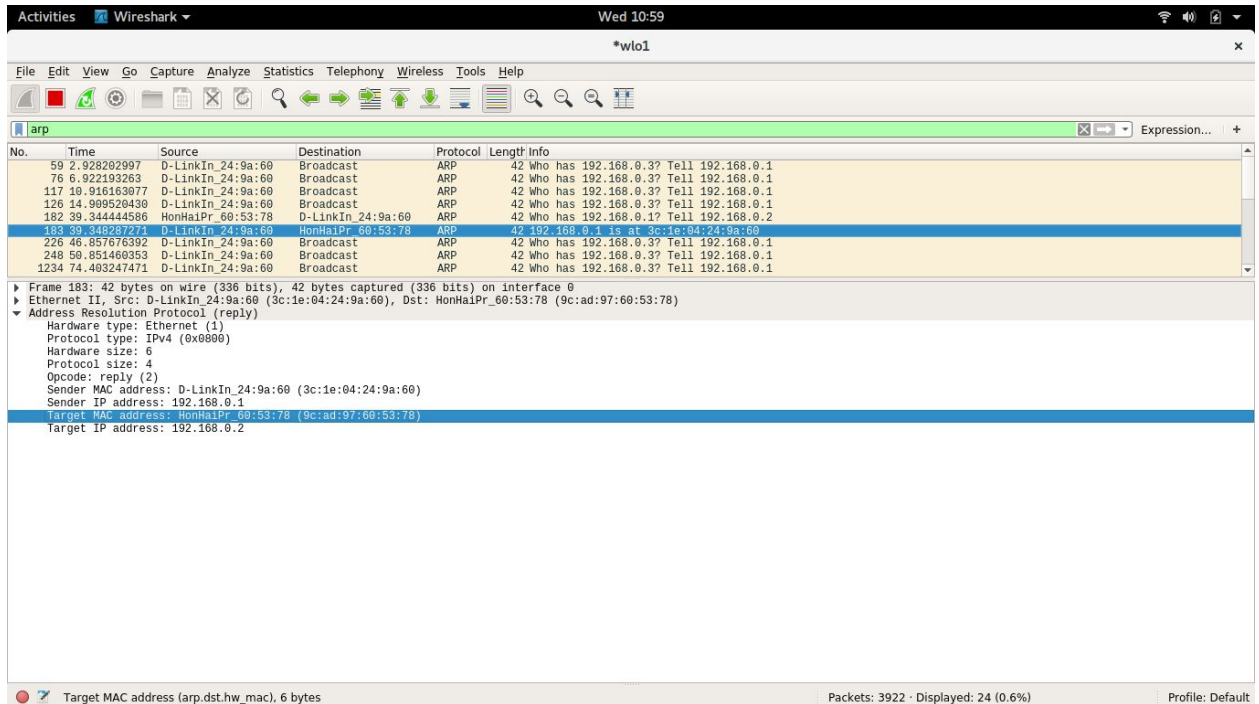 Activities Wireshark Wed 10:59
*wlo1
File Edit View Go Capture Analyze Statistics Telephony Wireless Tools Help
arp Expression... +
No. Time Source Destination Protocol Length Info
59 2.928202997 D-LinkIn_24:9a:60 Broadcast ARP 42 Who has 192.168.0.3? Tell 192.168.0.1
76 6.922193263 D-LinkIn_24:9a:60 Broadcast ARP 42 Who has 192.168.0.3? Tell 192.168.0.1
117 10.916163077 D-LinkIn_24:9a:60 Broadcast ARP 42 Who has 192.168.0.3? Tell 192.168.0.1
126 14.909520430 D-LinkIn_24:9a:60 Broadcast ARP 42 Who has 192.168.0.3? Tell 192.168.0.1
182 39.344444586 HonHaiPr_60:53:78 D-LinkIn_24:9a:60 ARP 42 Who has 192.168.0.1? Tell 192.168.0.2
183 39.348287271 D-LinkIn_24:9a:60 HonHaiPr_60:53:78 ARP 42 192.168.0.1 is at 3c:1e:04:24:9a:60
226 46.857676392 D-LinkIn_24:9a:60 Broadcast ARP 42 Who has 192.168.0.3? Tell 192.168.0.1
248 50.851460353 D-LinkIn_24:9a:60 Broadcast ARP 42 Who has 192.168.0.3? Tell 192.168.0.1
1234 74.403247471 D-LinkIn_24:9a:60 Broadcast ARP 42 Who has 192.168.0.3? Tell 192.168.0.1
Frame 183: 42 bytes on wire (336 bits), 42 bytes captured (336 bits) on interface 0
Ethernet II, Src: D-LinkIn_24:9a:60 (3c:1e:04:24:9a:60), Dst: HonHaiPr_60:53:78 (9c:ad:97:60:53:78)
Address Resolution Protocol (reply)
Hardware type: Ethernet (1)
Protocol type: IPv4 (0x0800)
Hardware size: 6
Protocol size: 4
Opcode: reply (2)
Sender MAC address: D-LinkIn_24:9a:60 (3c:1e:04:24:9a:60)
Sender IP address: 192.168.0.1
Target MAC address: HonHaiPr_60:53:78 (9c:ad:97:60:53:78)
Target IP address: 192.168.0.2
Target MAC address (arp.dst.hw_mac), 6 bytes Packets: 3922 · Displayed: 24 (0.6%) Profile: Default